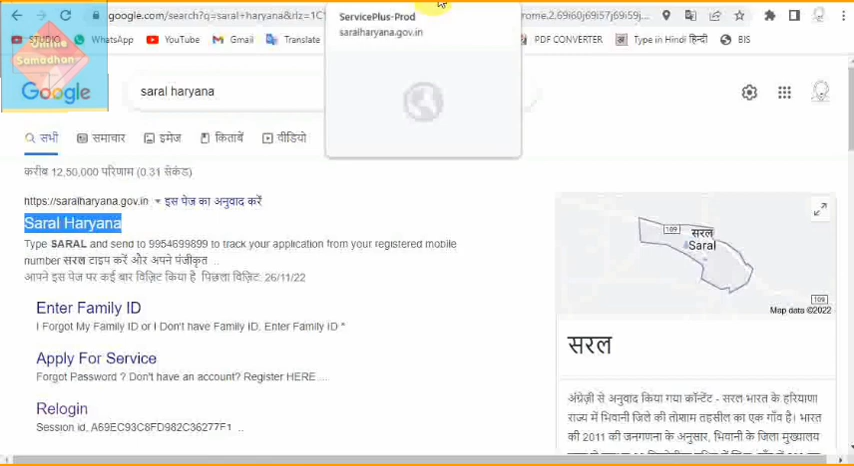 google.com/search?q=saral+haryana&rlz=1C1
ServicePlus-Prod
saralharyana.gov.in
STUDIO
WhatsApp
YouTube
Gmail
Translate
PDF CONVERTER
Type in Hindi हिन्दी
BIS
Online
Samadhan
Google
saral haryana
सभी
समाचार
इमेज
किताबें
वीडियो
करीब 12,50,000 परिणाम (0.31 सेकंड)
https://saralharyana.gov.in
इस पेज का अनुवाद करें
Saral Haryana
Type SARAL and send to 9954699899 to track your application from your registered mobile
number सरल टाइप करें और अपने पंजीकृत ..
आपने इस पेज पर कई बार विज़िट किया है पिछला विज़िट: 26/11/22
Enter Family ID
I Forgot My Family ID or I Don't have Family ID. Enter Family ID *
Apply For Service
Forgot Password ? Don't have an account? Register HERE....
Relogin
Session id, A69EC93C8FD982C36277F1 ..
109
सरल
Saral
109
Map data ©2022
सरल
अंग्रेज़ी से अनुवाद किया गया कॉन्टेंट - सरल भारत के हरियाणा
राज्य में भिवानी जिले की तोशाम तहसील का एक गाँव है। भारत
की 2011 की जनगणना के अनुसार, भिवानी के जिला मुख्यालय